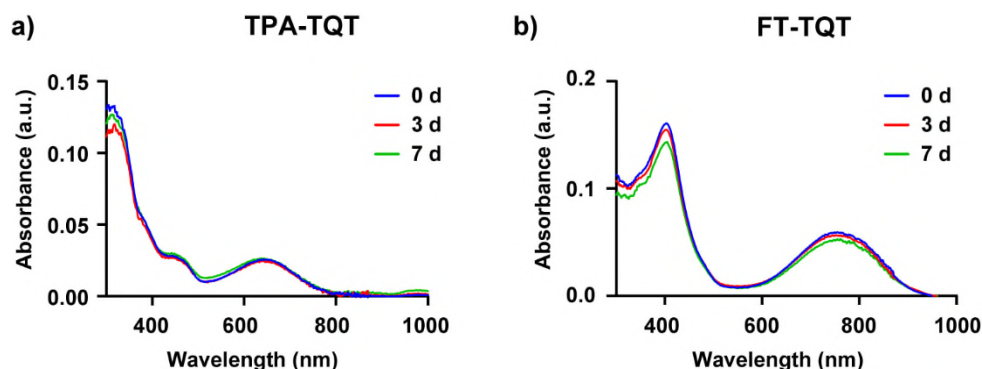 a) TPA-TQT
Absorbance (a.u.)
0.15
0.10
0.05
0.00
0 d
3 d
7 d
400 600 800 1000
Wavelength (nm)
b) FT-TQT
Absorbance (a.u.)
0.2
0.1
0.0
0 d
3 d
7 d
400 600 800 1000
Wavelength (nm)